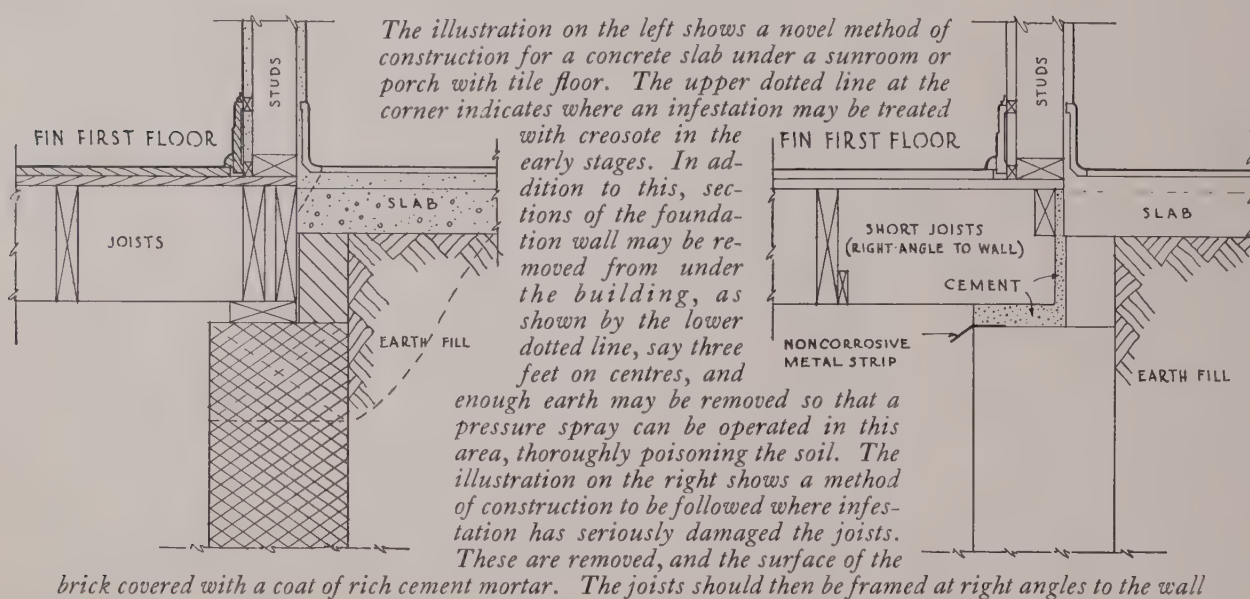 The illustration on the left shows a novel method of
construction for a concrete slab under a sunroom or
porch with tile floor. The upper dotted line at the
corner indicates where an infestation may be treated
with creosote in the
early stages. In ad-
dition to this, sec-
tions of the founda-
tion wall may be re-
moved from under
the building, as
shown by the lower
dotted line, say three
feet on centres, and
enough earth may be removed so that a
pressure spray can be operated in this
area, thoroughly poisoning the soil. The
illustration on the right shows a method
of construction to be followed where infes-
tation has seriously damaged the joists.
These are removed, and the surface of the
brick covered with a coat of rich cement mortar. The joists should then be framed at right angles to the wall
STUDS
FIN FIRST FLOOR
SLAB
JOISTS
EARTH FILL
STUDS
FIN FIRST FLOOR
SLAB
SHORT JOISTS
(RIGHT-ANGLE TO WALL)
CEMENT
NONCORROSIVE
METAL STRIP
EARTH FILL